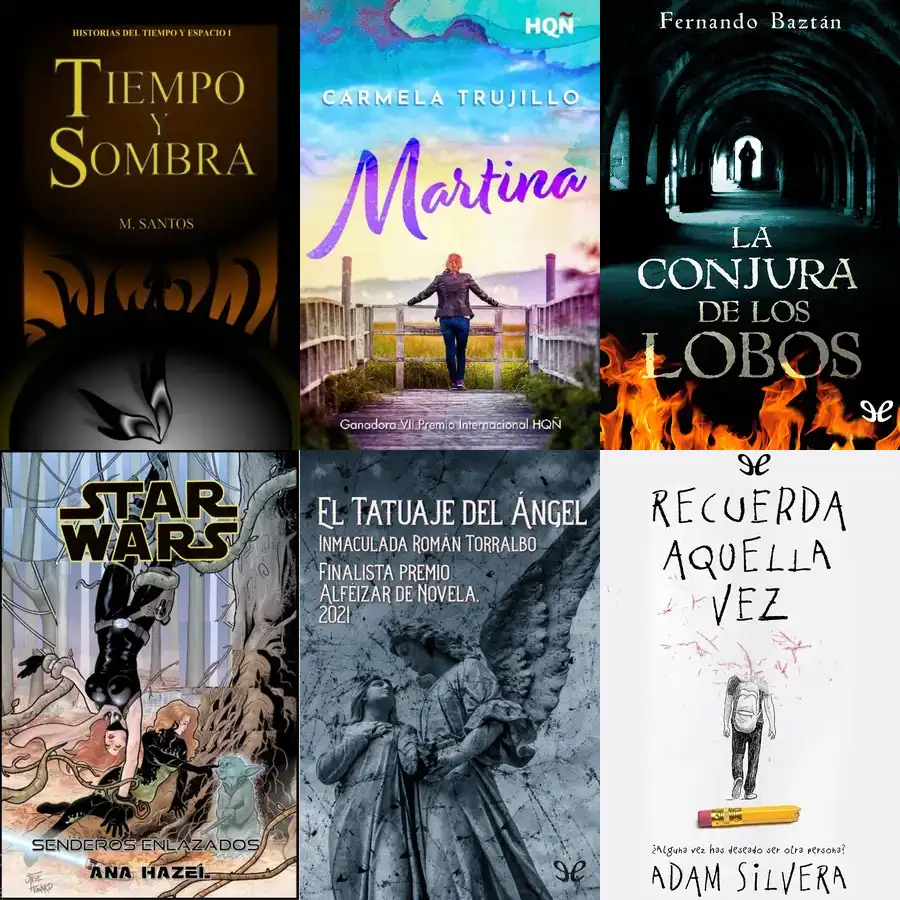 HISTORIAS DEL TIEMPO Y ESPACIO I
TIEMPO
Y
SOMBRA
M. SANTOS
HQÑ
CARMELA TRUJILLO
Martina
Ganadora VII Premio Internacional HQÑ
Fernando Baztán
LA
CONJURA
DE LOS
LOBOS
STAR
WARS
SENDEROS ENLAZADOS
ANA HAZEL
EL TATUAJE DEL ÁNGEL
INMACULADA ROMÁN TORRALBO
FINALISTA PREMIO
ALFEIZAR DE NOVELA.
2021
RECUERDA
AQUELLA
VEZ
¿Alguna vez has deseado ser otra persona?
ADAM SILVERA